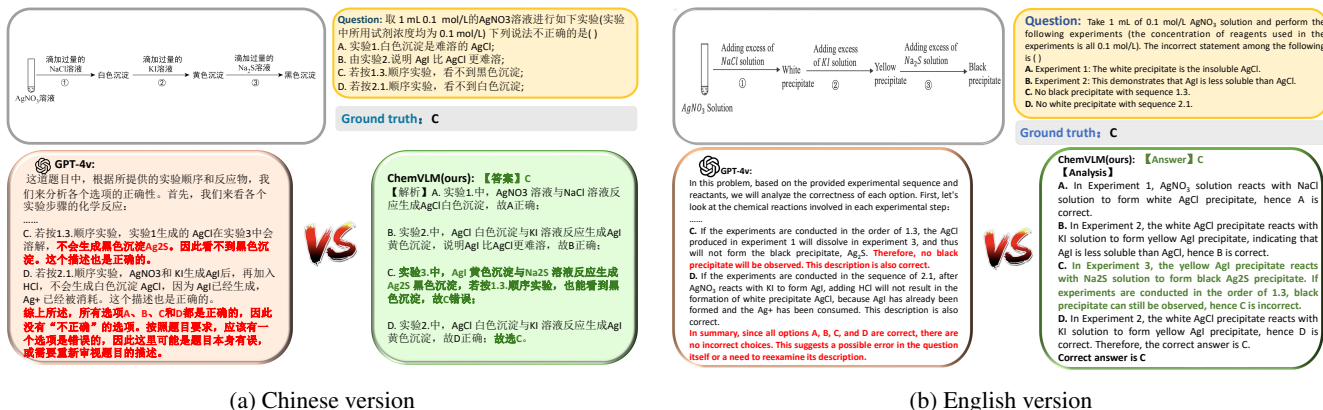 滴加过量的
NaCl溶液
①
白色沉淀
滴加过量的
KI溶液
②
黄色沉淀
滴加过量的
Na₂S溶液
③
黑色沉淀
AgNO₃溶液
Question: 取 1 mL 0.1 mol/L的AgNO3溶液进行如下实验(实验
中所用试剂浓度均为 0.1 mol/L) 下列说法不正确的是( )
A. 实验1.白色沉淀是难溶的 AgCl;
B. 由实验2.说明 AgI 比 AgCl 更难溶;
C. 若按1.3.顺序实验，看不到黑色沉淀;
D. 若按2.1.顺序实验，看不到白色沉淀;
Ground truth: C
GPT-4v:
这道题目中，根据所提供的实验顺序和反应物，我
们来分析各个选项的正确性。首先，我们来看各个
实验步骤的化学反应：
......
C. 若按1.3.顺序实验，实验1生成的 AgCl在实验3中会
溶解，不会生成黑色沉淀Ag2S。因此看不到黑色沉
淀。这个描述也是正确的。
D. 若按2.1.顺序实验，AgNO3和 KI生成AgI后，再加入
HCl，不会生成白色沉淀 AgCl，因为 AgI已经生成，
Ag+ 已经被消耗。这个描述也是正确的。
综上所述，所有选项A、B、C和D都是正确的，因此
没有“不正确”的选项。按照题目要求，应该有一
个选项是错误的，因此这里可能是题目本身有误，
或需要重新审视题目的描述。
VS
ChemVLM(ours): 【答案】C
【解析】A. 实验1.中，AgNO3 溶液与NaCl 溶液反
应生成AgCl白色沉淀，故A正确；
B. 实验2.中，AgCl 白色沉淀与KI 溶液反应生成AgI
黄色沉淀，说明AgI 比AgCl更难溶，故B正确；
C. 实验3.中，AgI 黄色沉淀与Na2S 溶液反应生成
Ag2S 黑色沉淀，若按1.3.顺序实验，也能看到黑
色沉淀，故C错误；
D. 实验2.中，AgCl 白色沉淀与KI 溶液反应生成AgI
黄色沉淀，故D正确；故选C。
(a) Chinese version
Adding excess of
NaCl solution
①
White
precipitate
Adding excess
of KI solution
②
Yellow
precipitate
Adding excess of
Na₂S solution
③
Black
precipitate
AgNO₃ Solution
Question: Take 1 mL of 0.1 mol/L AgNO₃ solution and perform the
following experiments (the concentration of reagents used in the
experiments is all 0.1 mol/L). The incorrect statement among the following
is ( )
A. Experiment 1: The white precipitate is the insoluble AgCl.
B. Experiment 2: This demonstrates that AgI is less soluble than AgCl.
C. No black precipitate with sequence 1.3.
D. No white precipitate with sequence 2.1.
Ground truth: C
GPT-4v:
In this problem, based on the provided experimental sequence and
reactants, we will analyze the correctness of each option. First, let's
look at the chemical reactions involved in each experimental step:
......
C. If the experiments are conducted in the order of 1.3, the AgCl
produced in experiment 1 will dissolve in experiment 3, and thus
will not form the black precipitate, Ag₂S. Therefore, no black
precipitate will be observed. This description is also correct.
D. If the experiments are conducted in the sequence of 2.1, after
AgNO₃ reacts with KI to form AgI, adding HCl will not result in the
formation of white precipitate AgCl, because AgI has already been
formed and the Ag+ has been consumed. This description is also
correct.
In summary, since all options A, B, C, and D are correct, there are
no incorrect choices. This suggests a possible error in the question
itself or a need to reexamine its description.
VS
ChemVLM(ours): 【Answer】C
【Analysis】
A. In Experiment 1, AgNO₃ solution reacts with NaCl
solution to form white AgCl precipitate, hence A is
correct.
B. In Experiment 2, the white AgCl precipitate reacts with
KI solution to form yellow AgI precipitate, indicating that
AgI is less soluble than AgCl, hence B is correct.
C. In Experiment 3, the yellow AgI precipitate reacts
with Na2S solution to form black Ag2S precipitate. If
experiments are conducted in the order of 1.3, black
precipitate can still be observed, hence C is incorrect.
D. In Experiment 2, the white AgCl precipitate reacts with
KI solution to form yellow AgI precipitate, hence D is
correct. Therefore, the correct answer is C.
Correct answer is C
(b) English version